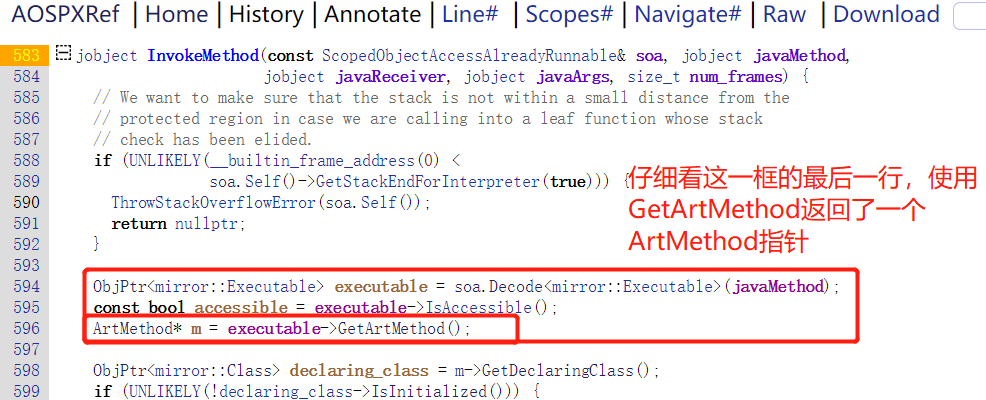 AOSPXRef | Home | History | Annotate | Line# | Scopes# | Navigate# | Raw | Download
583 jobject InvokeMethod(const ScopedObjectAccessAlreadyRunnable& soa, jobject javaMethod,
584 jobject javaReceiver, jobject javaArgs, size_t num_frames) {
585 // We want to make sure that the stack is not within a small distance from the
586 // protected region in case we are calling into a leaf function whose stack
587 // check has been elided.
588 if (UNLIKELY(__builtin_frame_address(0) <
589 soa.Self()->GetStackEndForInterpreter(true))) {
590 ThrowStackOverflowError(soa.Self());
591 return nullptr;
592 }
仔细看这一框的最后一行，使用
GetArtMethod返回了一个
ArtMethod指针
593
594 ObjPtr<mirror::Executable> executable = soa.Decode<mirror::Executable>(javaMethod);
595 const bool accessible = executable->IsAccessible();
596 ArtMethod* m = executable->GetArtMethod();
597
598 ObjPtr<mirror::Class> declaring_class = m->GetDeclaringClass();
599 if (UNLIKELY(!declaring_class->IsInitialized())) {